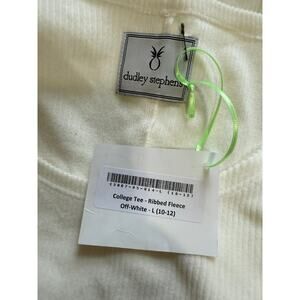 dudley stephens
College Tee - Ribbed Fleece
Off-White - L (10-12)